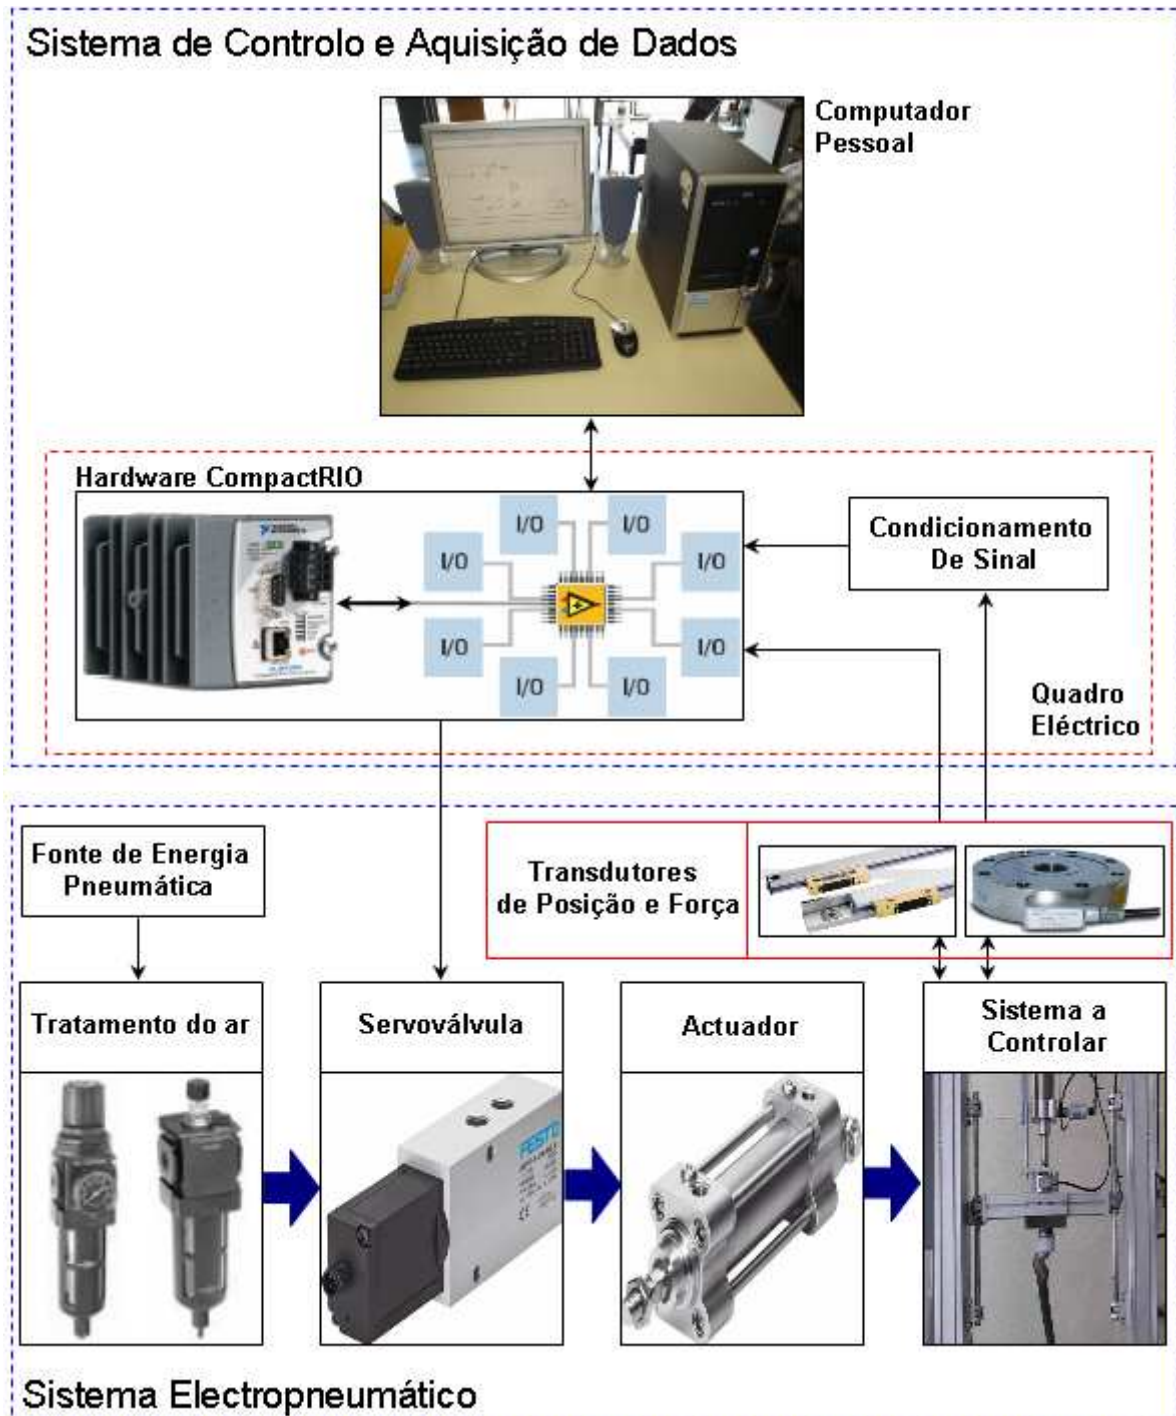 Sistema de Controlo e Aquisição de Dados
Computador
Pessoal
Hardware CompactRIO
I/O
I/O
I/O
I/O
I/O
I/O
I/O
I/O
Condicionamento
De Sinal
Quadro
Eléctrico
Fonte de Energia
Pneumática
Transdutores
de Posição e Força
Tratamento do ar
Servoválvula
Actuador
Sistema a
Controlar
FESTO
Sistema Electropneumático